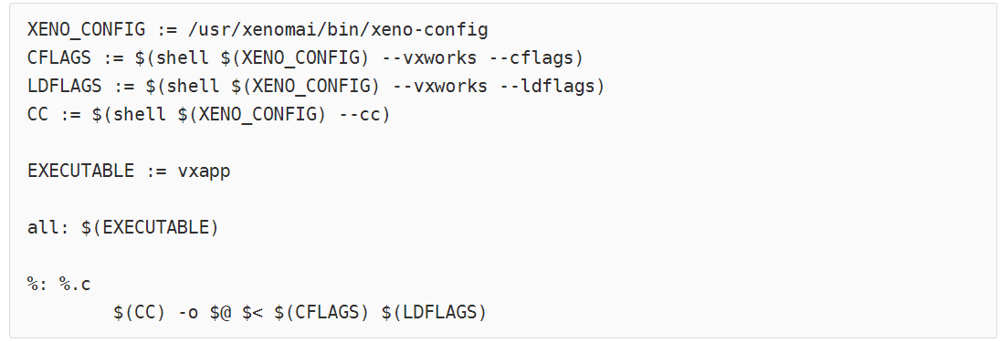 XENO_CONFIG := /usr/xenomai/bin/xeno-config
CFLAGS := $(shell $(XENO_CONFIG) --vxworks --cflags)
LDFLAGS := $(shell $(XENO_CONFIG) --vxworks --ldflags)
CC := $(shell $(XENO_CONFIG) --cc)

EXECUTABLE := vxapp

all: $(EXECUTABLE)

%: %.c
        $(CC) -o $@ $< $(CFLAGS) $(LDFLAGS)